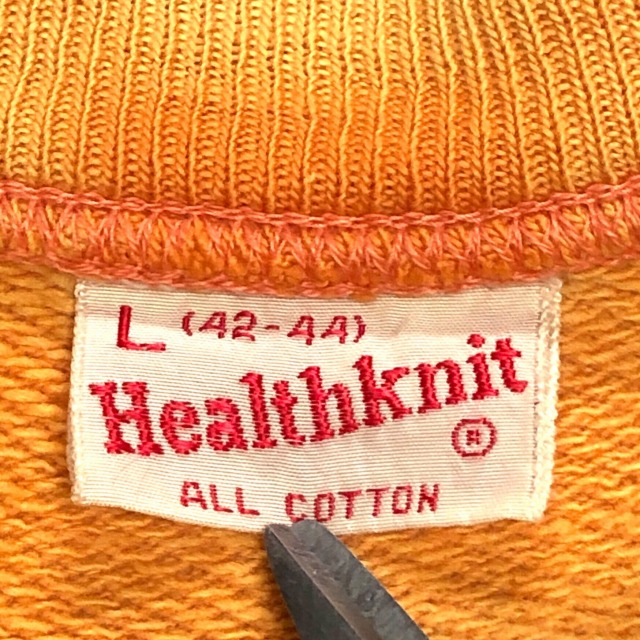 L (42-44)
Healthknit
®
ALL COTTON